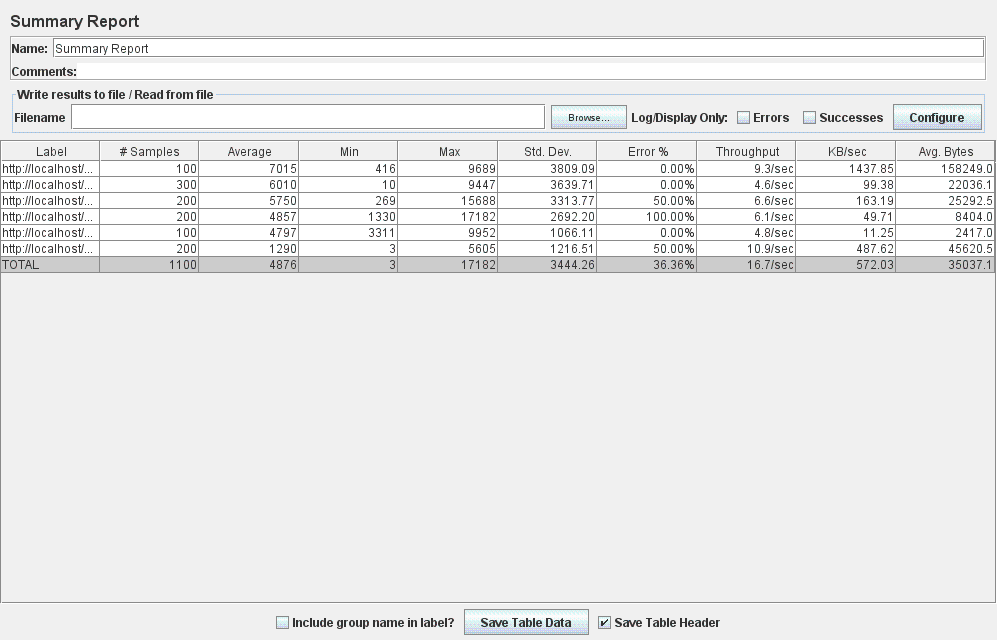 Summary Report
Name: Summary Report
Comments:
Write results to file / Read from file
Filename Browse... Log/Display Only: Errors Successes Configure
Label # Samples Average Min Max Std. Dev. Error % Throughput KB/sec Avg. Bytes
http://localhost/... 100 7015 416 9689 3809.09 0.00% 9.3/sec 1437.85 158249.0
http://localhost/... 300 6010 10 9447 3639.71 0.00% 4.6/sec 99.38 22036.1
http://localhost/... 200 5750 269 15688 3313.77 50.00% 6.6/sec 163.19 25292.5
http://localhost/... 200 4857 1330 17182 2692.20 100.00% 6.1/sec 49.71 8404.0
http://localhost/... 100 4797 3311 9952 1066.11 0.00% 4.8/sec 11.25 2417.0
http://localhost/... 200 1290 3 5605 1216.51 50.00% 10.9/sec 487.62 45620.5
TOTAL 1100 4876 3 17182 3444.26 36.36% 16.7/sec 572.03 35037.1
Include group name in label? Save Table Data Save Table Header